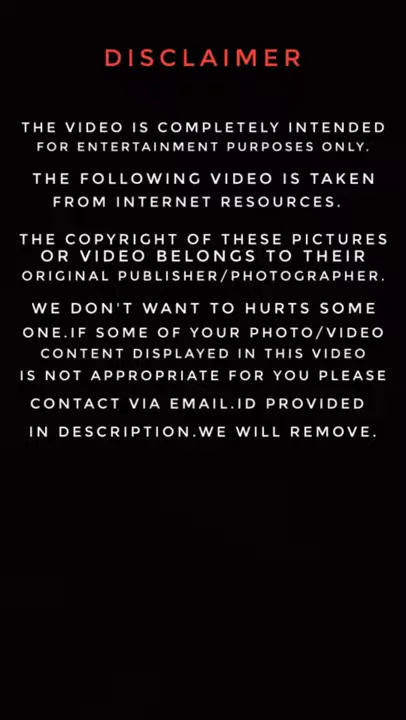 DISCLAIMER
THE VIDEO IS COMPLETELY INTENDED
FOR ENTERTAINMENT PURPOSES ONLY.
THE FOLLOWING VIDEO IS TAKEN
FROM INTERNET RESOURCES.
THE COPYRIGHT OF THESE PICTURES
OR VIDEO BELONGS TO THEIR
ORIGINAL PUBLISHER/PHOTOGRAPHER.
WE DON'T WANT TO HURTS SOME
ONE.IF SOME OF YOUR PHOTO/VIDEO
CONTENT DISPLAYED IN THIS VIDEO
IS NOT APPROPRIATE FOR YOU PLEASE
CONTACT VIA EMAIL.ID PROVIDED
IN DESCRIPTION.WE WILL REMOVE.